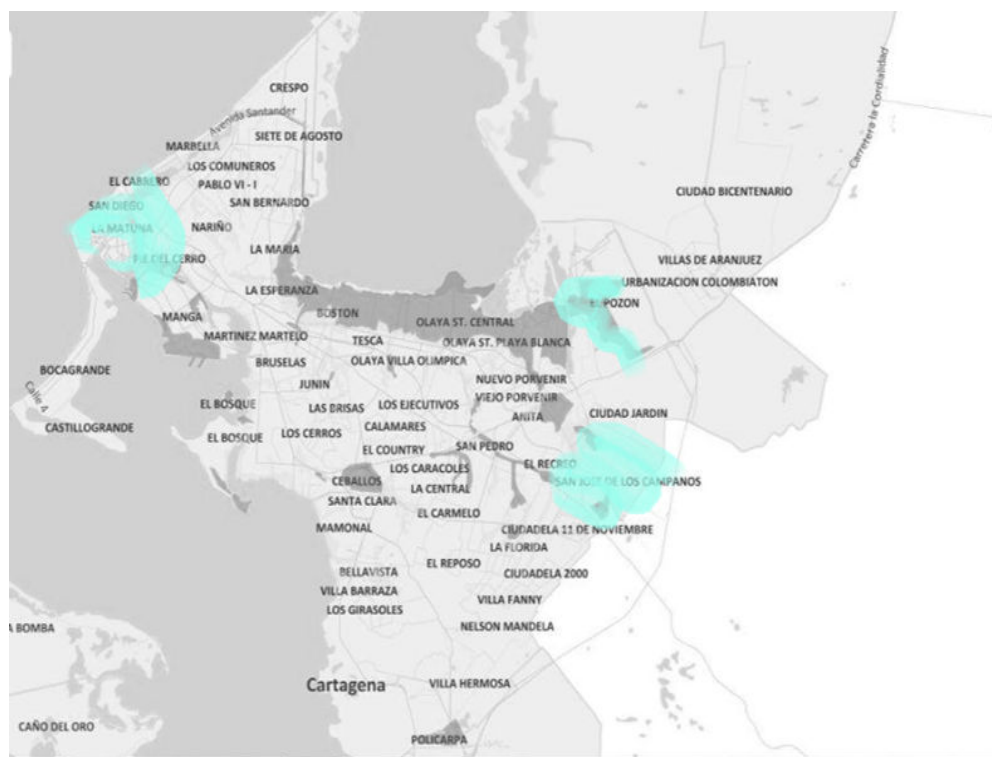 CRESPO
Carretera la Cordialidad
Avenida Santander
SIETE DE AGOSTO
MARBELLA
LOS COMUNEROS
EL CABRERO
PABLO VI - I
CIUDAD BICENTENARIO
SAN DIEGO
SAN BERNARDO
LA MATUNA
NARIÑO
LA MARIA
PIE DEL CERRO
VILLAS DE ARANJUEZ
URBANIZACION COLOMBIATON
LA ESPERANZA
EL POZON
BOSTON
MANGA
OLAYA ST. CENTRAL
MARTINEZ MARTELO
TESCA
OLAYA ST. PLAYA BLANCA
BRUSELAS
OLAYA VILLA OLIMPICA
BOCAGRANDE
JUNIN
NUEVO PORVENIR
Calle 4
VIEJO PORVENIR
EL BOSQUE
LAS BRISAS
LOS EJECUTIVOS
ANITA
CIUDAD JARDIN
CASTILLOGRANDE
EL BOSQUE
LOS CERROS
CALAMARES
EL COUNTRY
SAN PEDRO
LOS CARACOLES
EL RECREO
CEBALLOS
LA CENTRAL
SAN JOSE DE LOS CAMPANOS
SANTA CLARA
EL CARMELO
MAMONAL
CIUDADELA 11 DE NOVIEMBRE
LA FLORIDA
EL REPOSO
BELLAVISTA
CIUDADELA 2000
VILLA BARRAZA
VILLA FANNY
LOS GIRASOLES
A BOMBA
NELSON MANDELA
Cartagena
VILLA HERMOSA
CAÑO DEL ORO
POLICARPA